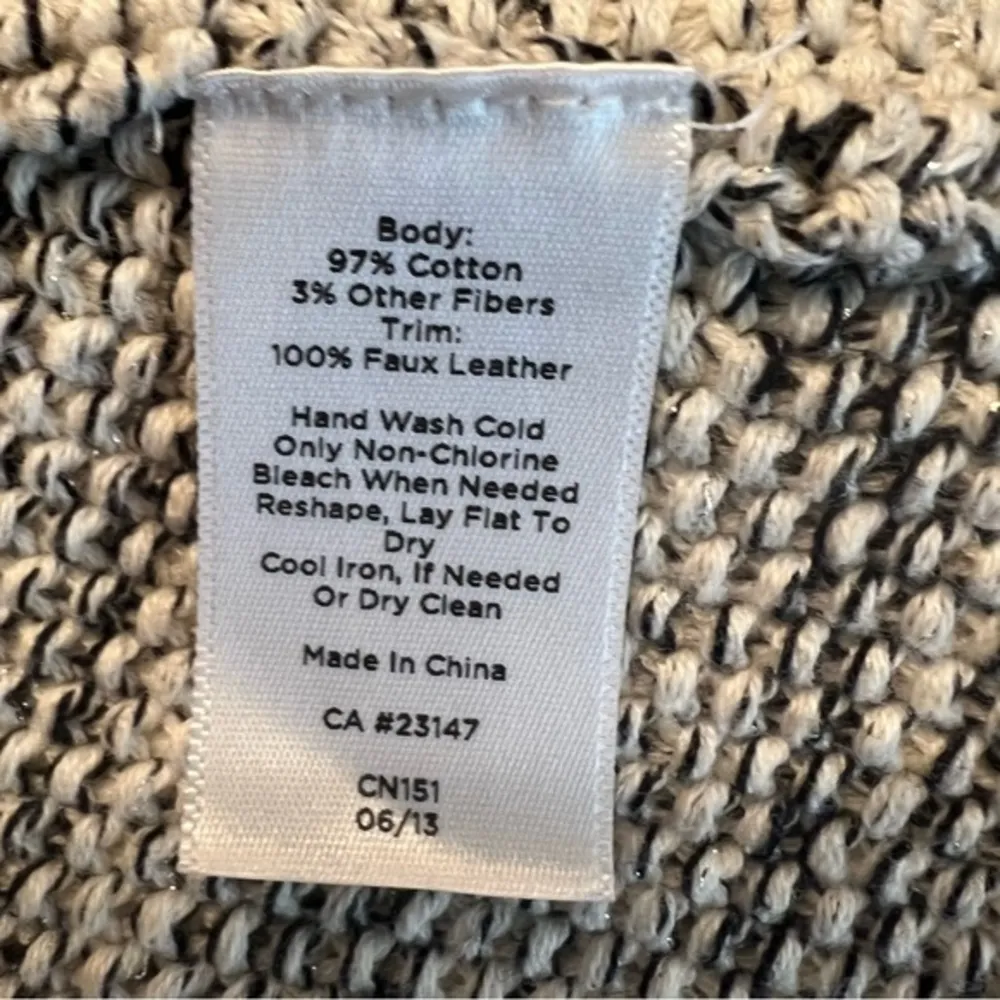 Body:
97% Cotton
3% Other Fibers
Trim:
100% Faux Leather
Hand Wash Cold
Only Non-Chlorine
Bleach When Needed
Reshape, Lay Flat To
Dry
Cool Iron, If Needed
Or Dry Clean
Made In China
CA #23147
CN151
06/13